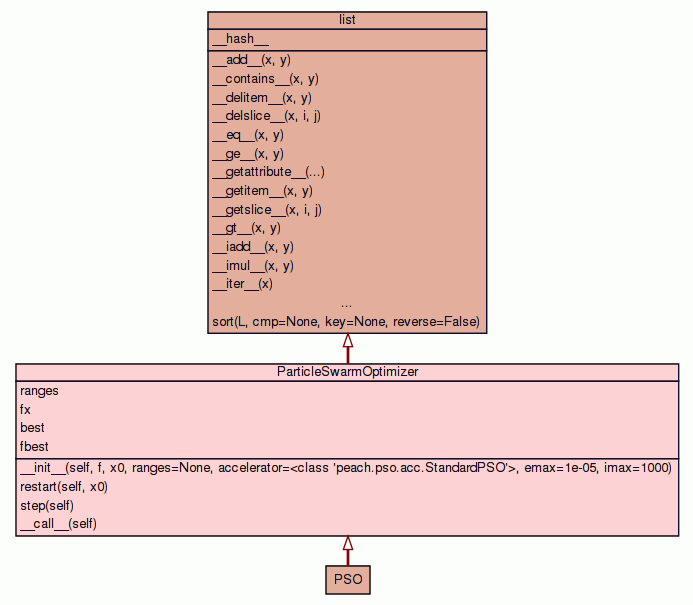 list
__hash__
__add__(x, y)
__contains__(x, y)
__delitem__(x, y)
__delslice__(x, i, j)
__eq__(x, y)
__ge__(x, y)
__getattribute__(...)
__getitem__(x, y)
__getslice__(x, i, j)
__gt__(x, y)
__iadd__(x, y)
__imul__(x, y)
__iter__(x)
...
sort(L, cmp=None, key=None, reverse=False)
ParticleSwarmOptimizer
ranges
fx
best
fbest
__init__(self, f, x0, ranges=None, accelerator=<class 'peach.pso.acc.StandardPSO'>, emax=1e-05, imax=1000)
restart(self, x0)
step(self)
__call__(self)
PSO